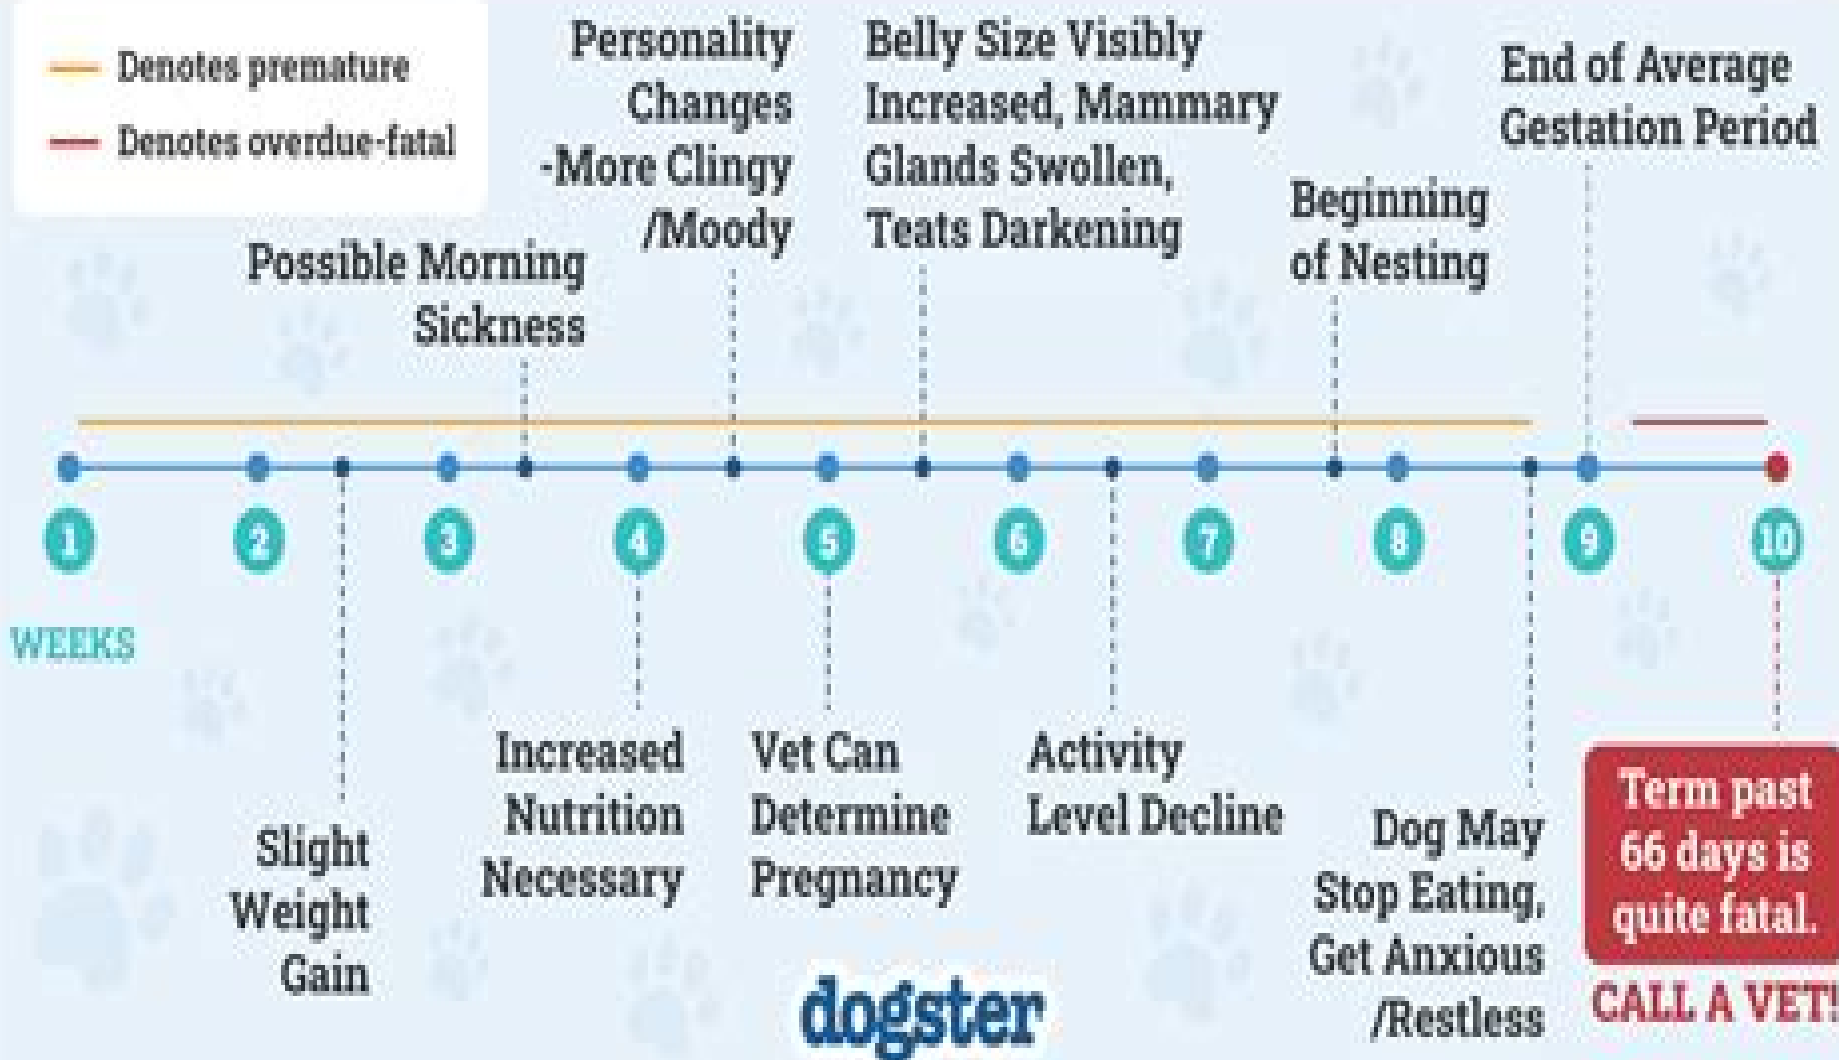 Denotes premature
Denotes overdue-fatal
Possible Morning
Sickness
Personality
Changes
-More Clingy
/Moody
Belly Size Visibly
Increased, Mammary
Glands Swollen,
Teats Darkening
Beginning
of Nesting
End of Average
Gestation Period
1
2
3
4
5
6
7
8
9
10
WEEKS
Slight
Weight
Gain
Increased
Nutrition
Necessary
Vet Can
Determine
Pregnancy
Activity
Level Decline
Dog May
Stop Eating,
Get Anxious
/Restless
Term past
66 days is
quite fatal.
CALL A VET!
dogster